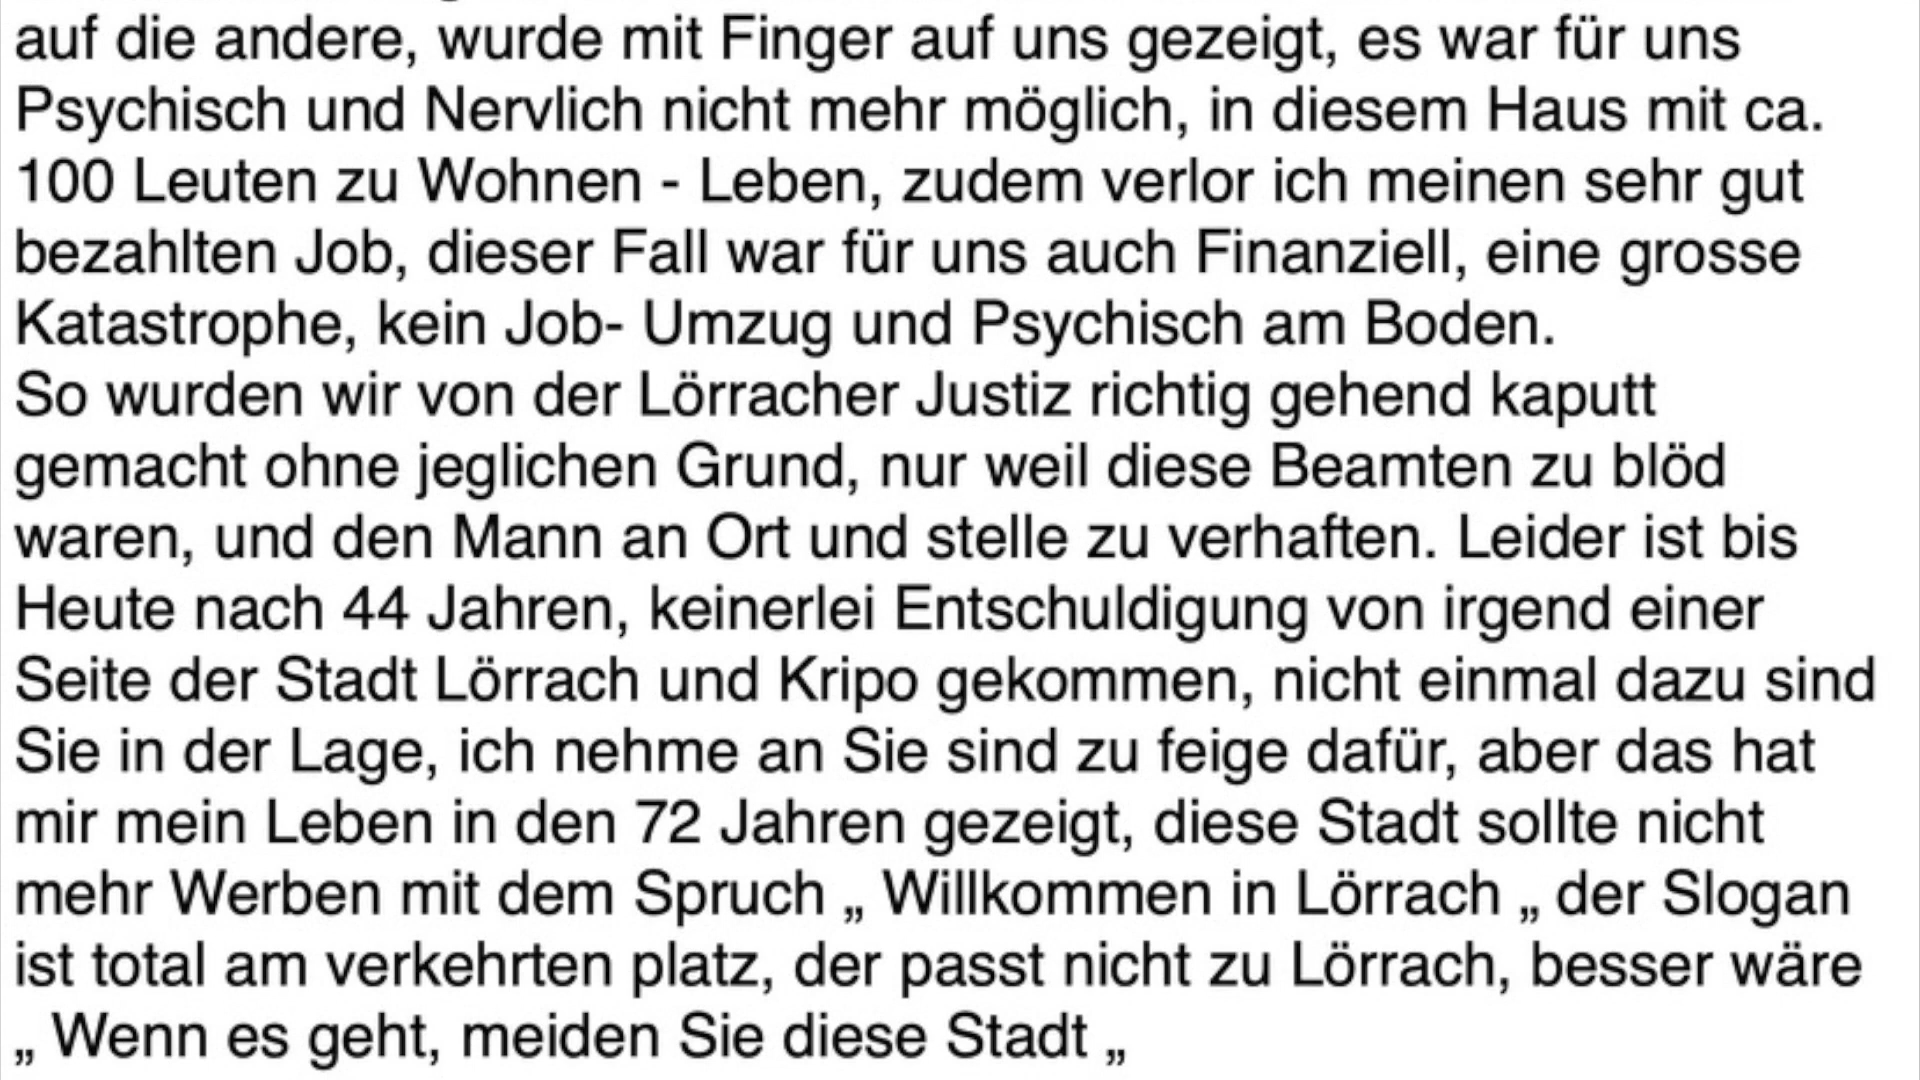 auf die andere, wurde mit Finger auf uns gezeigt, es war für uns
Psychisch und Nervlich nicht mehr möglich, in diesem Haus mit ca.
100 Leuten zu Wohnen - Leben, zudem verlor ich meinen sehr gut
bezahlten Job, dieser Fall war für uns auch Finanziell, eine grosse
Katastrophe, kein Job- Umzug und Psychisch am Boden.
So wurden wir von der Lörracher Justiz richtig gehend kaputt
gemacht ohne jeglichen Grund, nur weil diese Beamten zu blöd
waren, und den Mann an Ort und stelle zu verhaften. Leider ist bis
Heute nach 44 Jahren, keinerlei Entschuldigung von irgend einer
Seite der Stadt Lörrach und Kripo gekommen, nicht einmal dazu sind
Sie in der Lage, ich nehme an Sie sind zu feige dafür, aber das hat
mir mein Leben in den 72 Jahren gezeigt, diese Stadt sollte nicht
mehr Werben mit dem Spruch „ Willkommen in Lörrach „ der Slogan
ist total am verkehrten platz, der passt nicht zu Lörrach, besser wäre
„ Wenn es geht, meiden Sie diese Stadt „